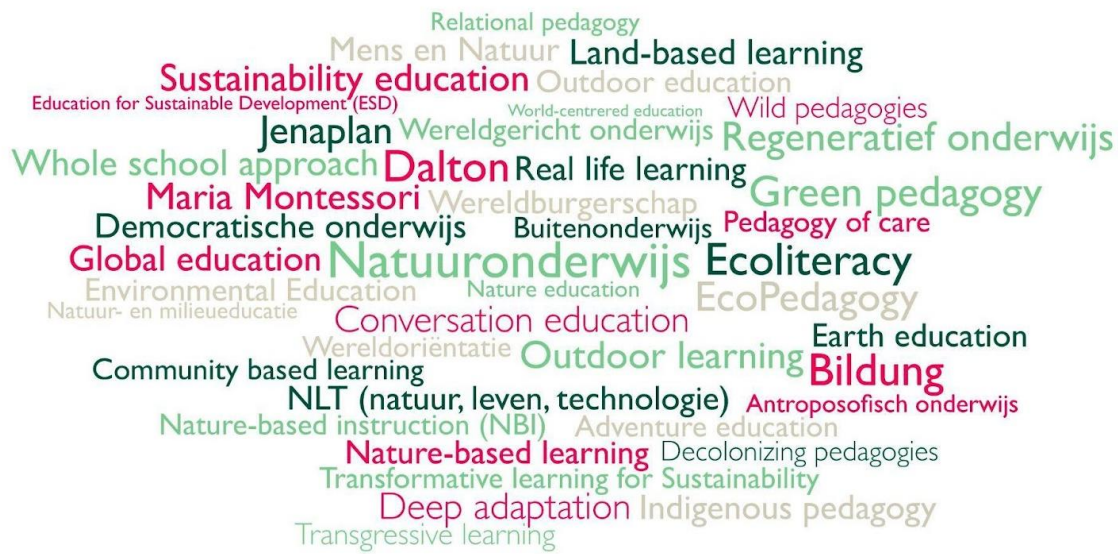 Relational pedagogy
Mens en Natuur Land-based learning
Sustainability education Outdoor education
Education for Sustainable Development (ESD) World-centrered education Wild pedagogies
Jenaplan Wereldgericht onderwijs Regeneratief onderwijs
Whole school approach Dalton Real life learning
Maria Montessori Wereldburgerschap Green pedagogy
Democratische onderwijs Buitenonderwijs Pedagogy of care
Global education Natuuronderwijs Ecoliteracy
Environmental Education Nature education EcoPedagogy
Natuur- en milieueducatie Conversation education
Wereldoriëntatie Outdoor learning Earth education
Community based learning Bildung
NLT (natuur, leven, technologie) Antroposofisch onderwijs
Nature-based instruction (NBI) Adventure education
Nature-based learning Decolonizing pedagogies
Transformative learning for Sustainability
Deep adaptation Indigenous pedagogy
Transgressive learning